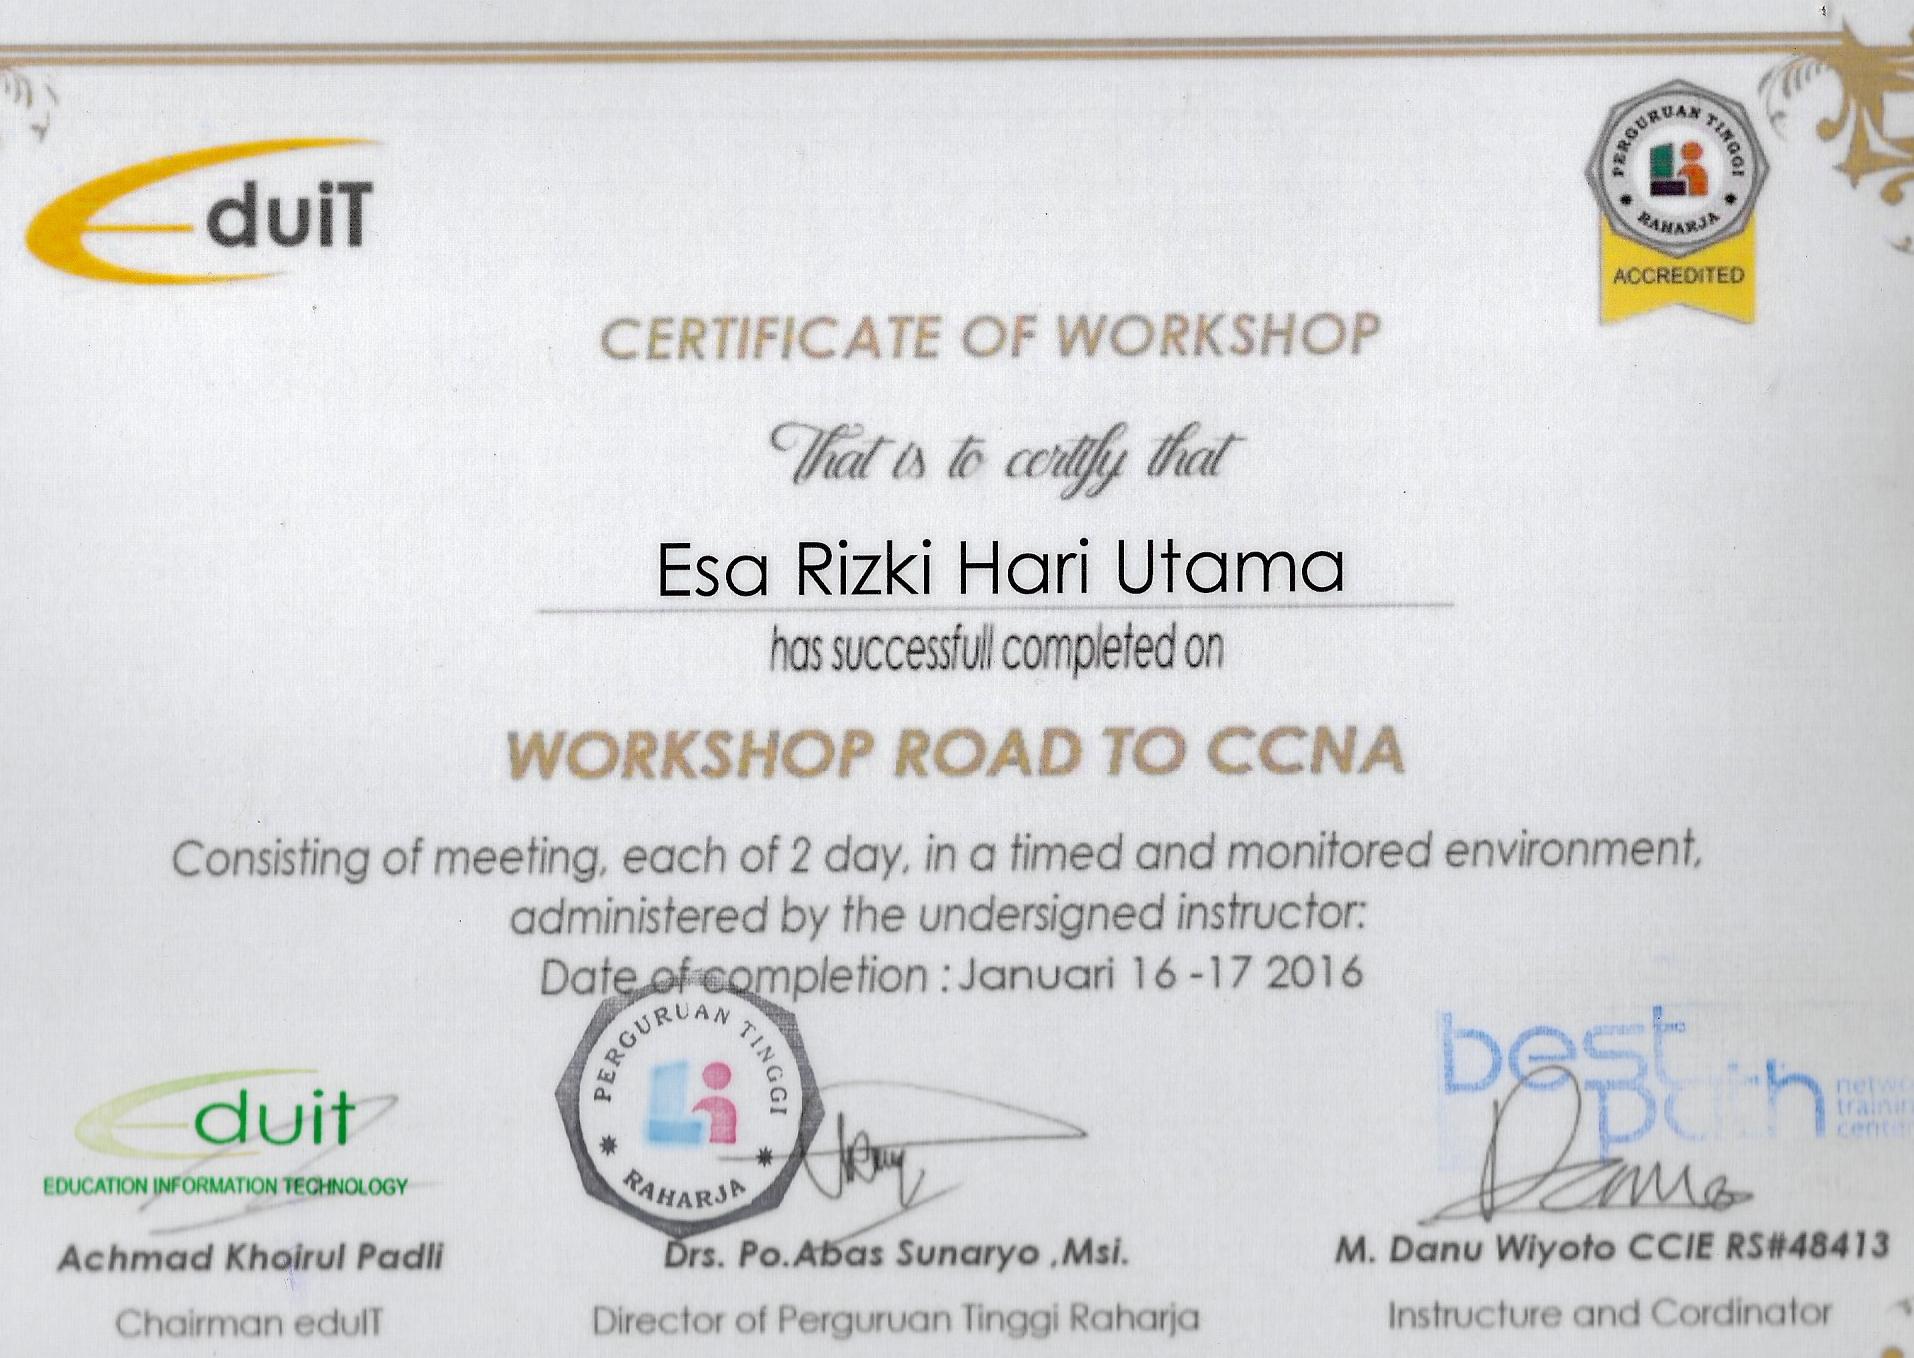 EduiT
PERGURUAN TINGGI
RAHARJA
ACCREDITED
CERTIFICATE OF WORKSHOP
That is to certify that
Esa Rizki Hari Utama
has successfull completed on
WORKSHOP ROAD TO CCNA
Consisting of meeting, each of 2 day, in a timed and monitored environment,
administered by the undersigned instructor:
Date of completion : Januari 16 -17 2016
PERGURUAN TINGGI
RAHARJA
best
path
training
Eduit
EDUCATION INFORMATION TECHNOLOGY
Achmad Khoirul Padli
Drs. Po.Abas Sunaryo ,Msi.
M. Danu Wiyoto CCIE RS#48413
Chairman eduIT
Director of Perguruan Tinggi Raharja
Instructure and Cordinator